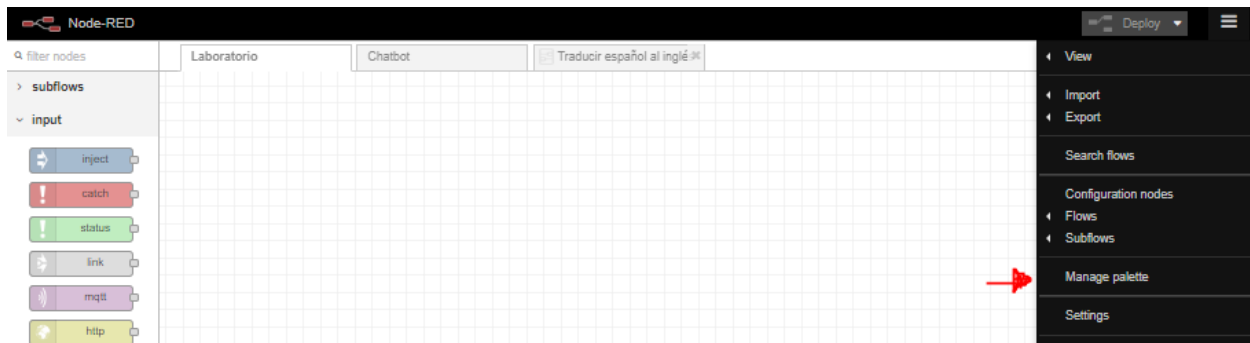 Node-RED
Deploy
filter nodes
Laboratorio
Chatbot
Traducir español al inglé
subflows
input
inject
catch
status
link
mqtt
http
View
Import
Export
Search flows
Configuration nodes
Flows
Subflows
Manage palette
Settings